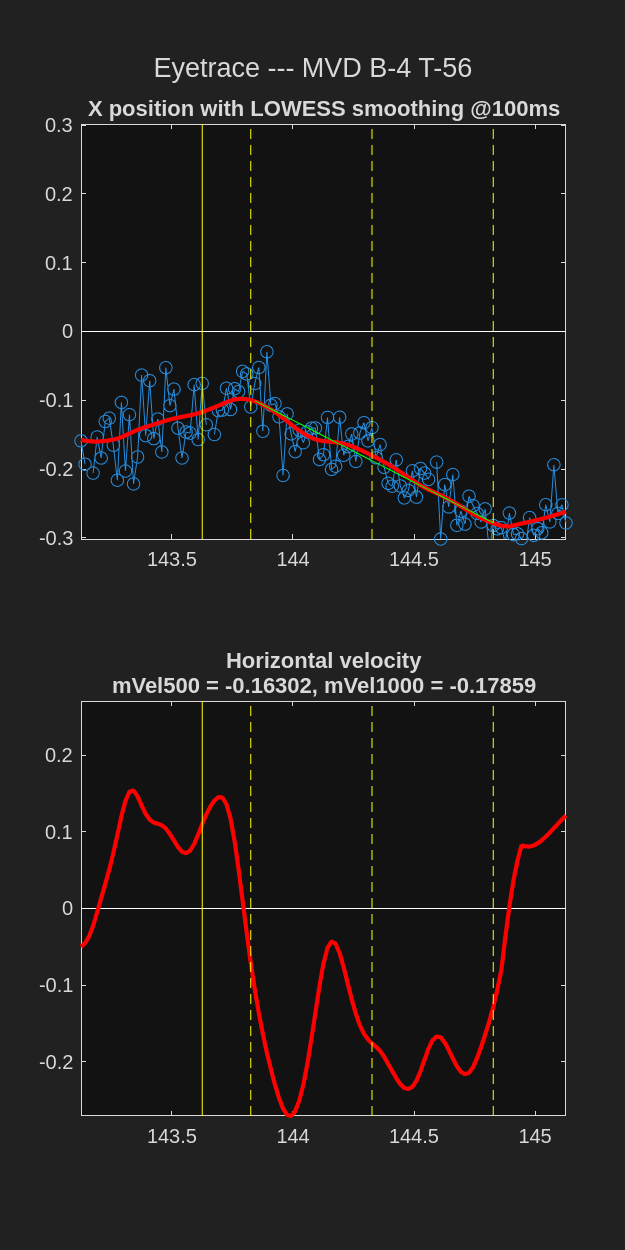 Eyetrace --- MVD B-4 T-56
X position with LOWESS smoothing @100ms
0.3
0.2
0.1
0
-0.1
-0.2
-0.3
143.5 144 144.5 145
Horizontal velocity
mVel500 = -0.16302, mVel1000 = -0.17859
0.2
0.1
0
-0.1
-0.2
143.5 144 144.5 145